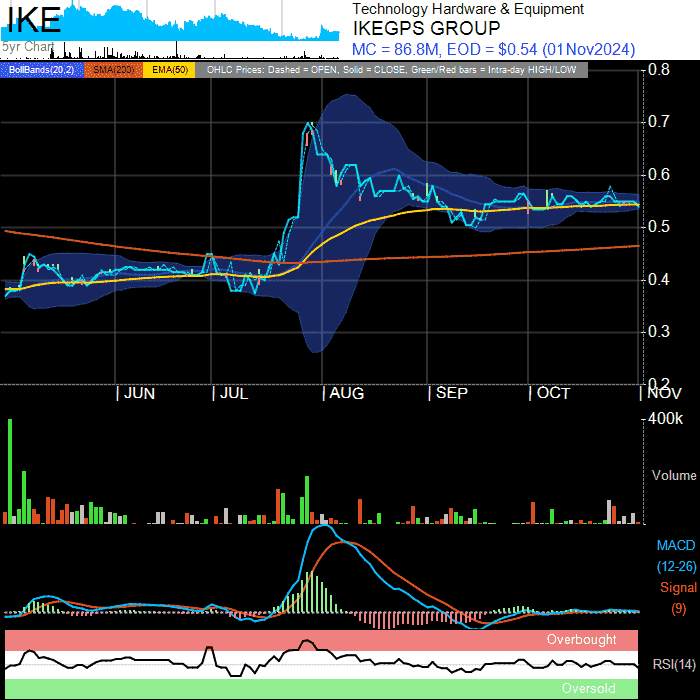 IKE
5yr Chart
Technology Hardware & Equipment
IKEGPS GROUP
MC = 86.8M, EOD = $0.54 (01Nov2024)
BollBands(20,2) SMA(200) EMA(50) OHLC Prices: Dashed = OPEN, Solid = CLOSE, Green/Red bars = Intra-day HIGH/LOW
0.8
0.7
0.6
0.5
0.4
0.3
0.2
JUN JUL AUG SEP OCT NOV
400k
Volume
MACD
(12-26)
Signal
(9)
Overbought
RSI(14)
Oversold